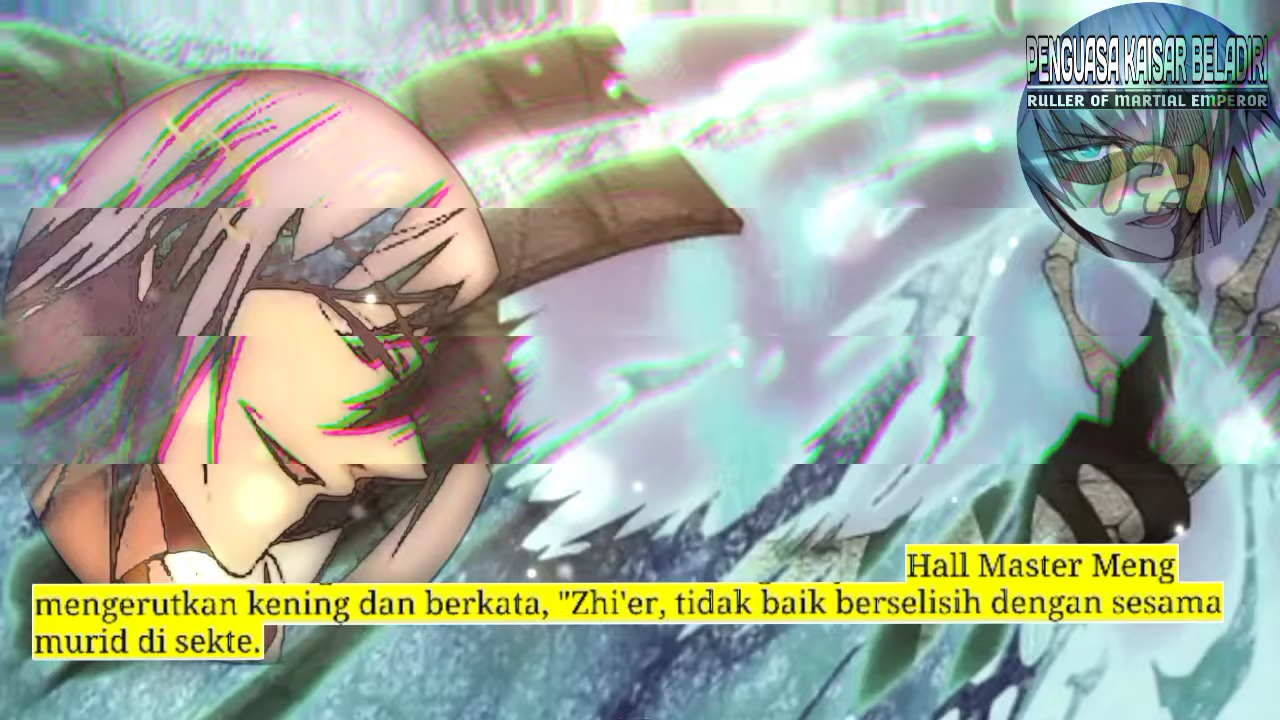 PENGUASA KAISAR BELADIRI
RULLER OF MARTIAL EMPEROR
Hall Master Meng
mengerutkan kening dan berkata, "Zhi'er, tidak baik berselisih dengan sesama
murid di sekte.